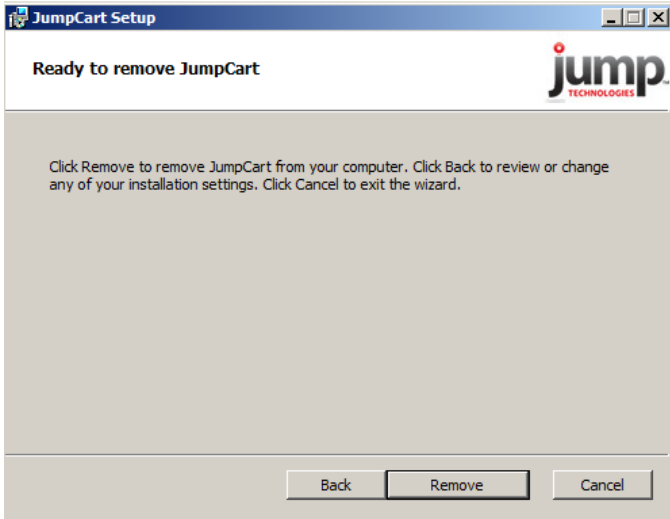 JumpCart Setup
Ready to remove JumpCart
jump
TECHNOLOGIES
Click Remove to remove JumpCart from your computer. Click Back to review or change
any of your installation settings. Click Cancel to exit the wizard.
Back Remove Cancel